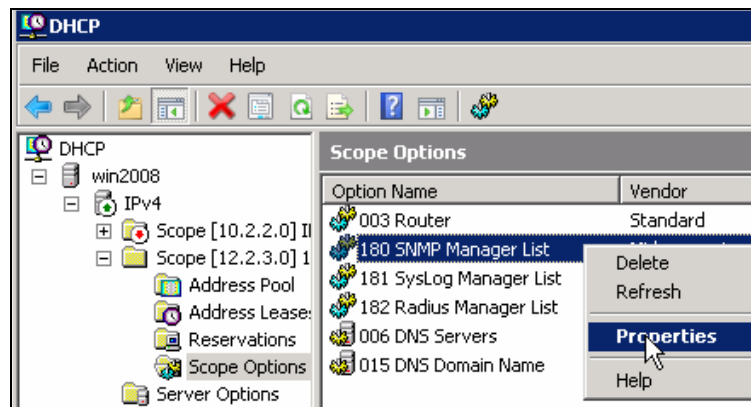 DHCP
File Action View Help
DHCP
win2008
IPv4
Scope [10.2.2.0]
Scope [12.2.3.0] 1
Address Pool
Address Lease
Reservations
Scope Options
Server Options
Scope Options
Option Name Vendor
003 Router Standard
180 SNMP Manager List
181 SysLog Manager List
182 Radius Manager List
006 DNS Servers
015 DNS Domain Name
Delete
Refresh
Properties
Help